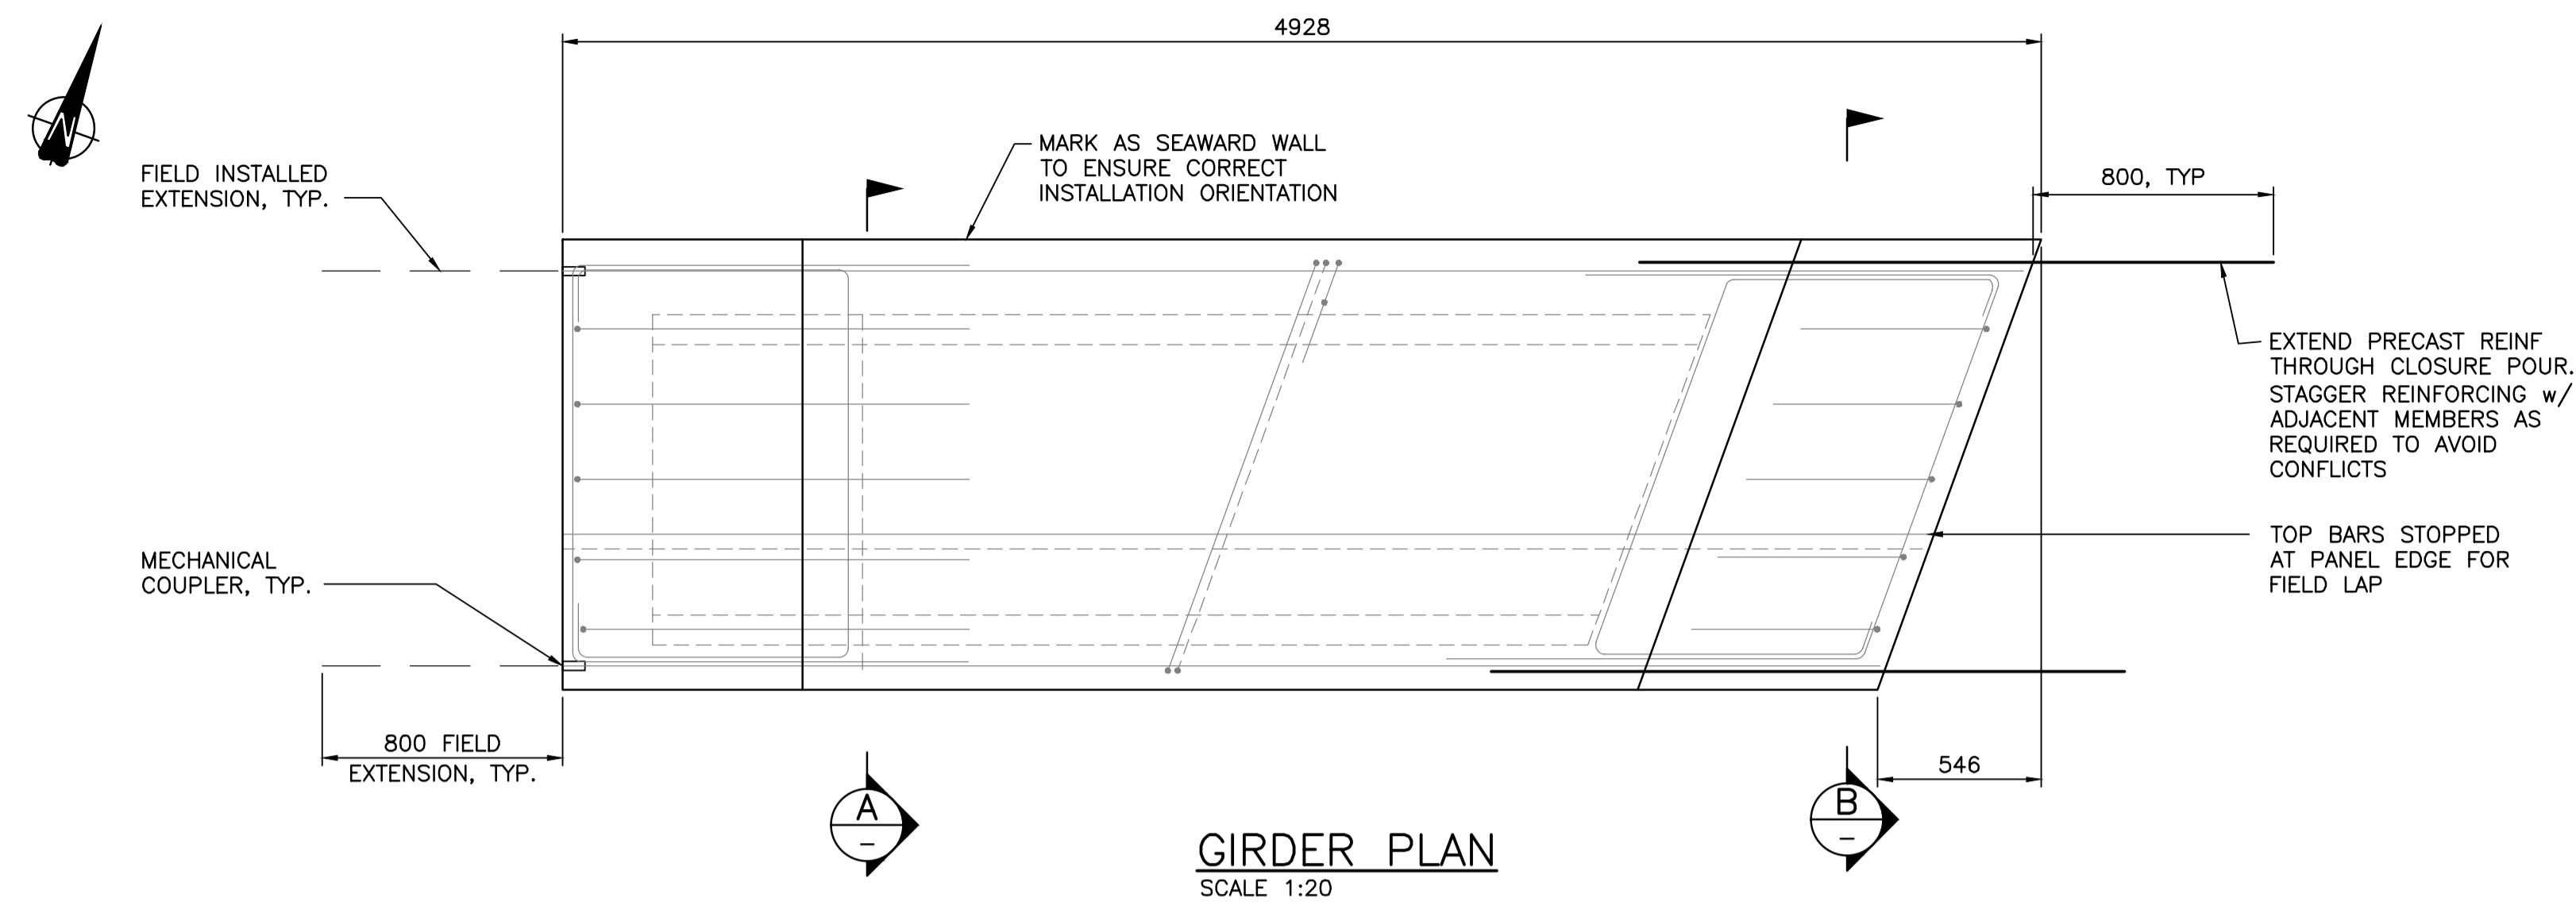 4928
N
MARK AS SEAWARD WALL
TO ENSURE CORRECT
INSTALLATION ORIENTATION
FIELD INSTALLED
EXTENSION, TYP.
800, TYP
EXTEND PRECAST REINF
THROUGH CLOSURE POUR.
STAGGER REINFORCING w/
ADJACENT MEMBERS AS
REQUIRED TO AVOID
CONFLICTS
MECHANICAL
COUPLER, TYP.
TOP BARS STOPPED
AT PANEL EDGE FOR
FIELD LAP
800 FIELD
EXTENSION, TYP.
546
A
–
B
–
GIRDER PLAN
SCALE 1:20